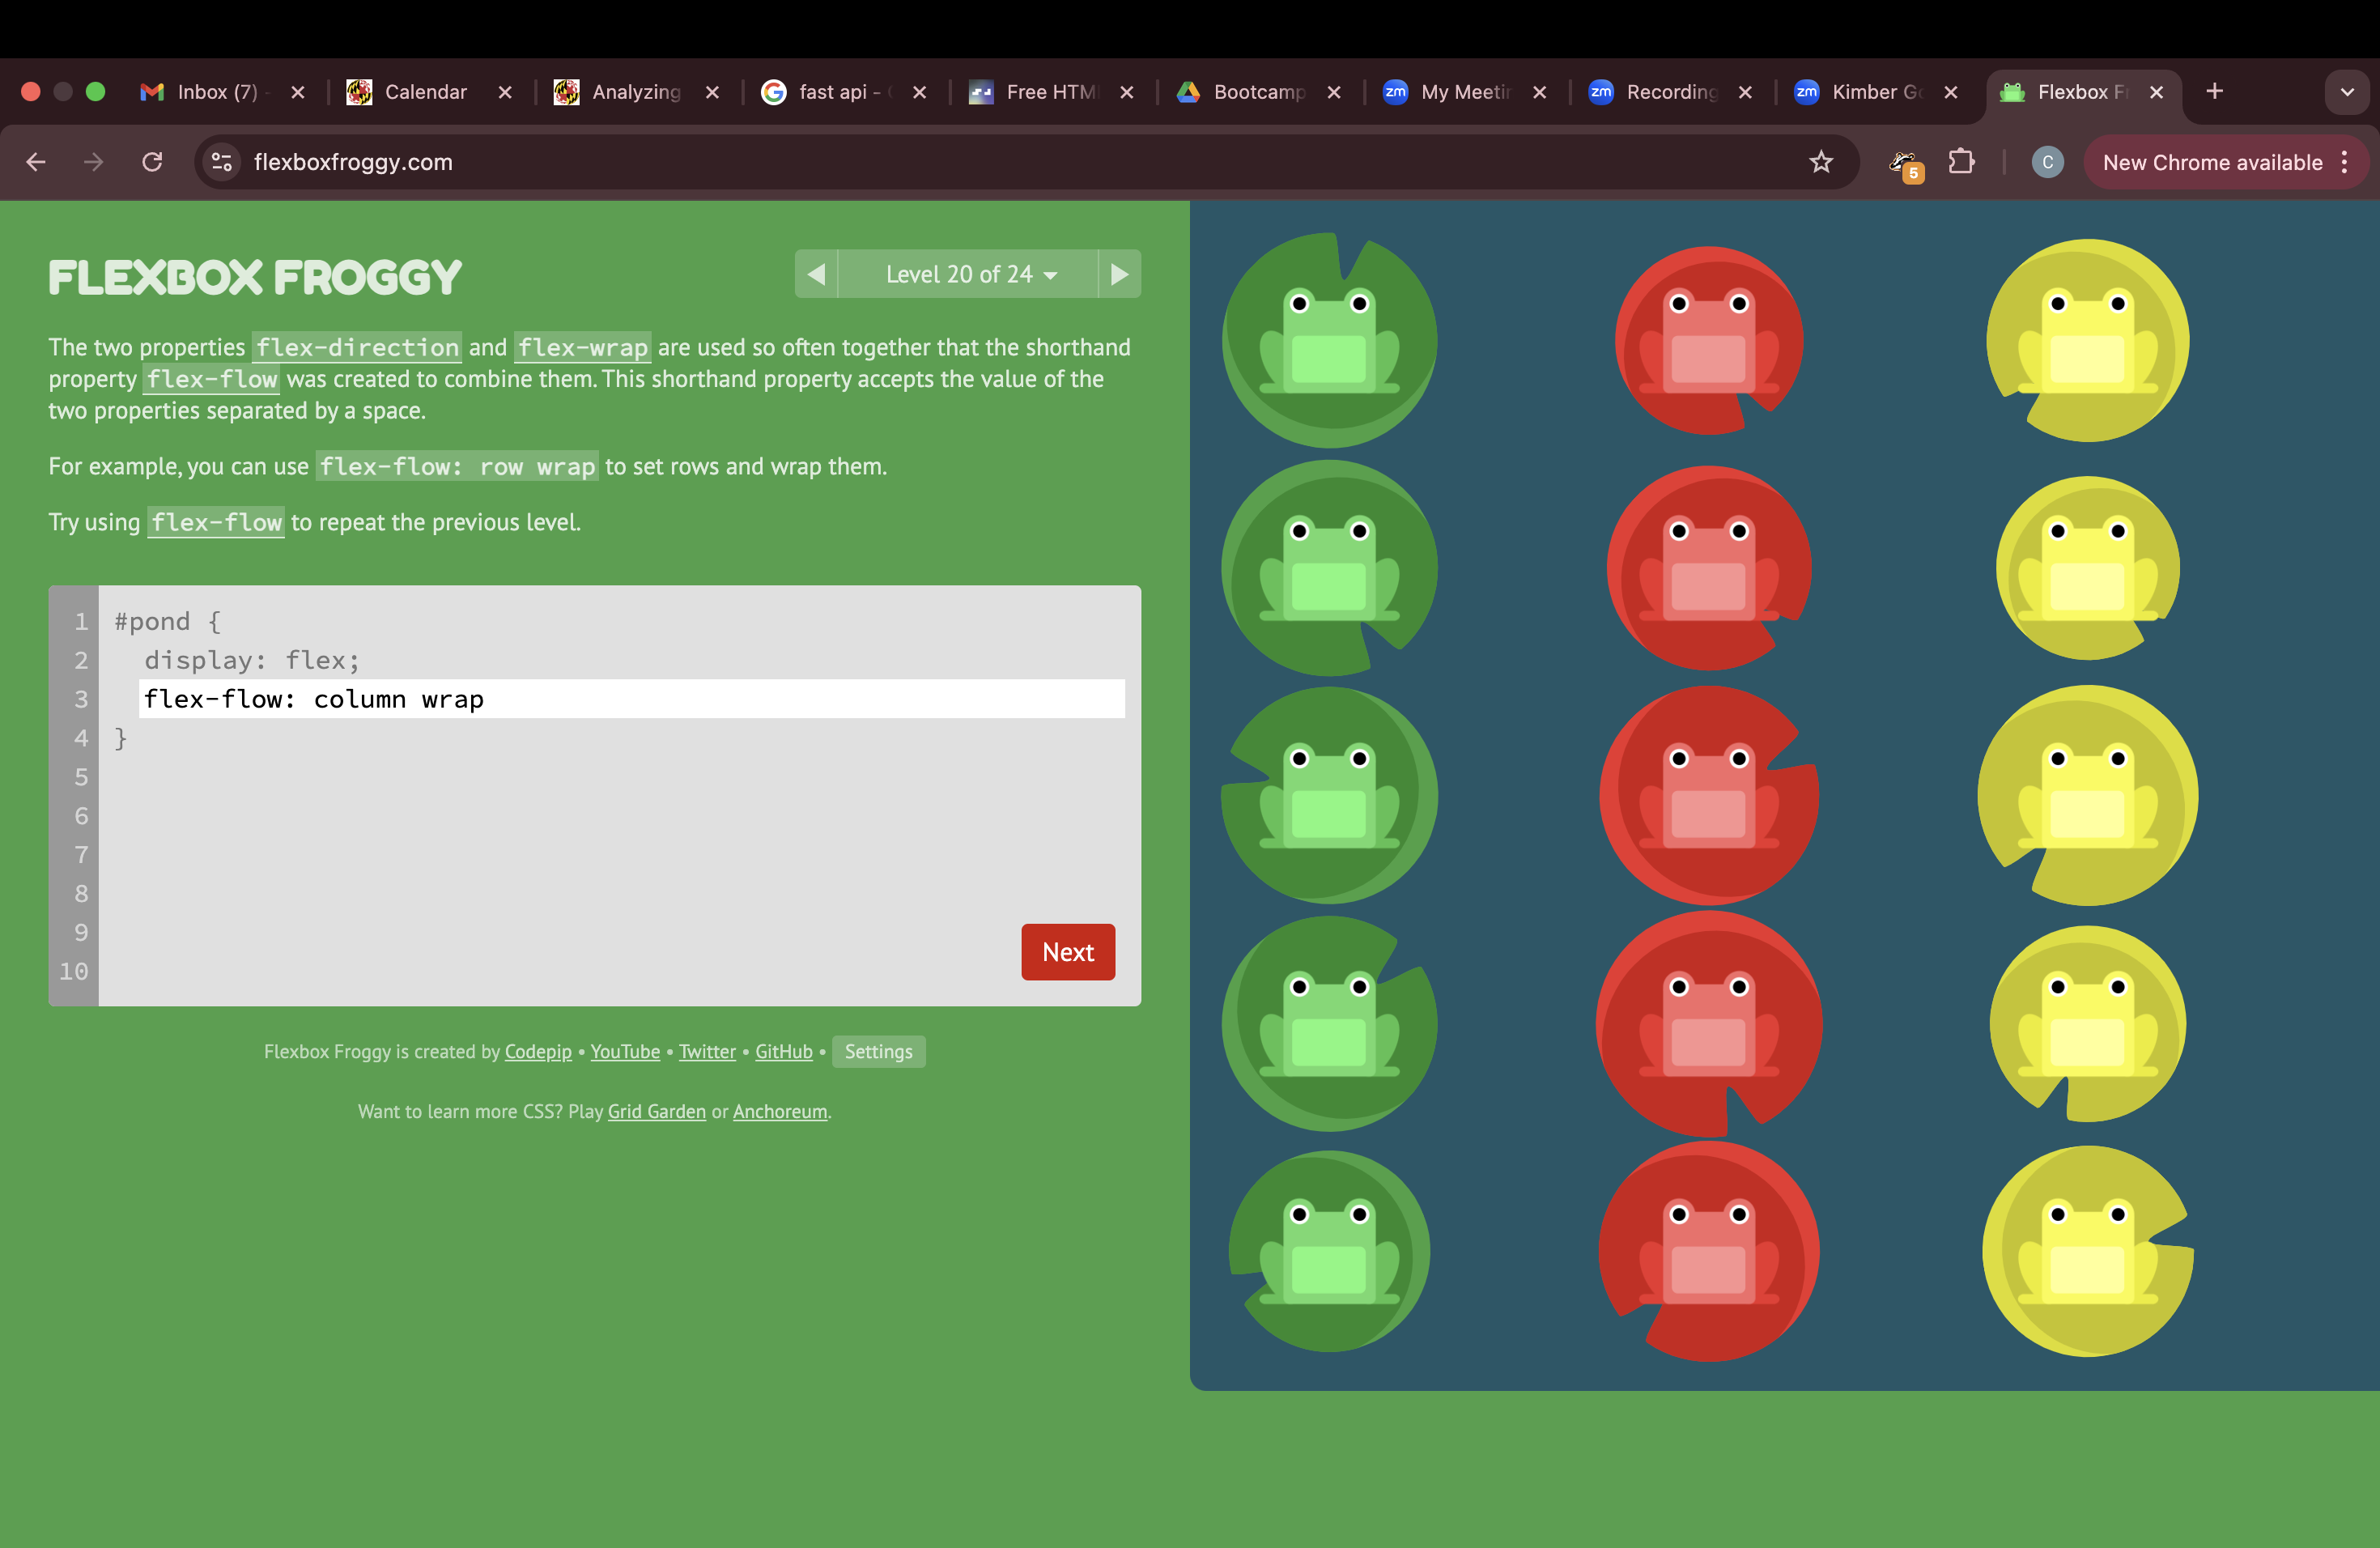 Inbox (7) -
Calendar
Analyzing
fast api -
Free HTM
Bootcamp
My Meetin
Recording
Kimber Go
Flexbox Fr
flexboxfroggy.com
5
C
New Chrome available
FLEXBOX FROGGY
Level 20 of 24
The two properties flex-direction and flex-wrap are used so often together that the shorthand
property flex-flow was created to combine them. This shorthand property accepts the value of the
two properties separated by a space.
For example, you can use flex-flow: row wrap to set rows and wrap them.
Try using flex-flow to repeat the previous level.
1 #pond {
2 display: flex;
3 flex-flow: column wrap
4 }
5
6
7
8
9
10
Next
Flexbox Froggy is created by Codepip • YouTube • Twitter • GitHub • Settings
Want to learn more CSS? Play Grid Garden or Anchoreum.